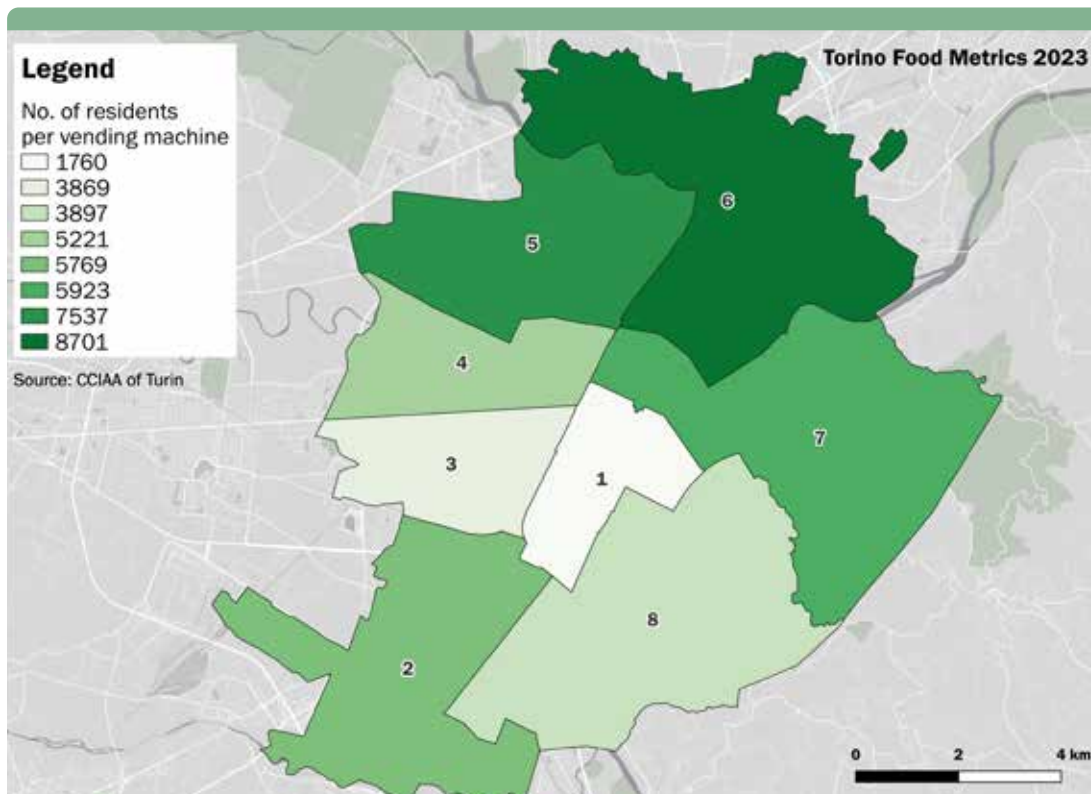 Torino Food Metrics 2023
Legend
No. of residents
per vending machine
1760
3869
3897
5221
5769
5923
7537
8701
Source: CCIAA of Turin
6
5
4
7
3
1
8
2
0 2 4 km